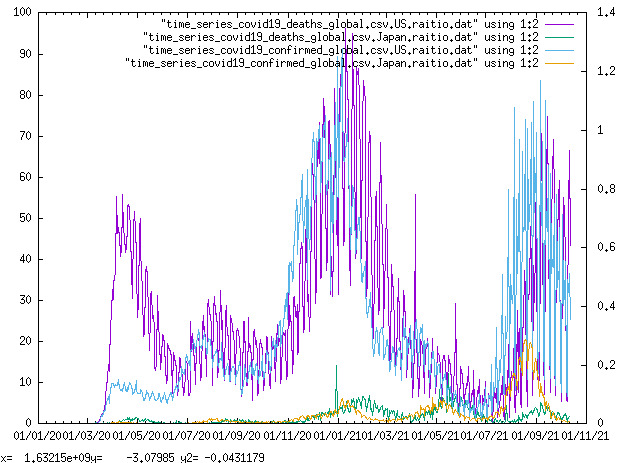 100 1.4
"time_series_covid19_deaths_global.csv.US.raitio.dat" using 1:2
"time_series_covid19_deaths_global.csv.Japan.raitio.dat" using 1:2
"time_series_covid19_confirmed_global.csv.US.raitio.dat" using 1:2
"time_series_covid19_confirmed_global.csv.Japan.raitio.dat" using 1:2
90
1.2
80
70
1
60
0.8
50
40
0.6
30
0.4
20
0.2
10
0 0
01/01/20 01/03/20 01/05/20 01/07/20 01/09/20 01/11/20 01/01/21 01/03/21 01/05/21 01/07/21 01/09/21 01/11/21
x= 1.63215e+09y= -3.07985 y2= -0.0431179